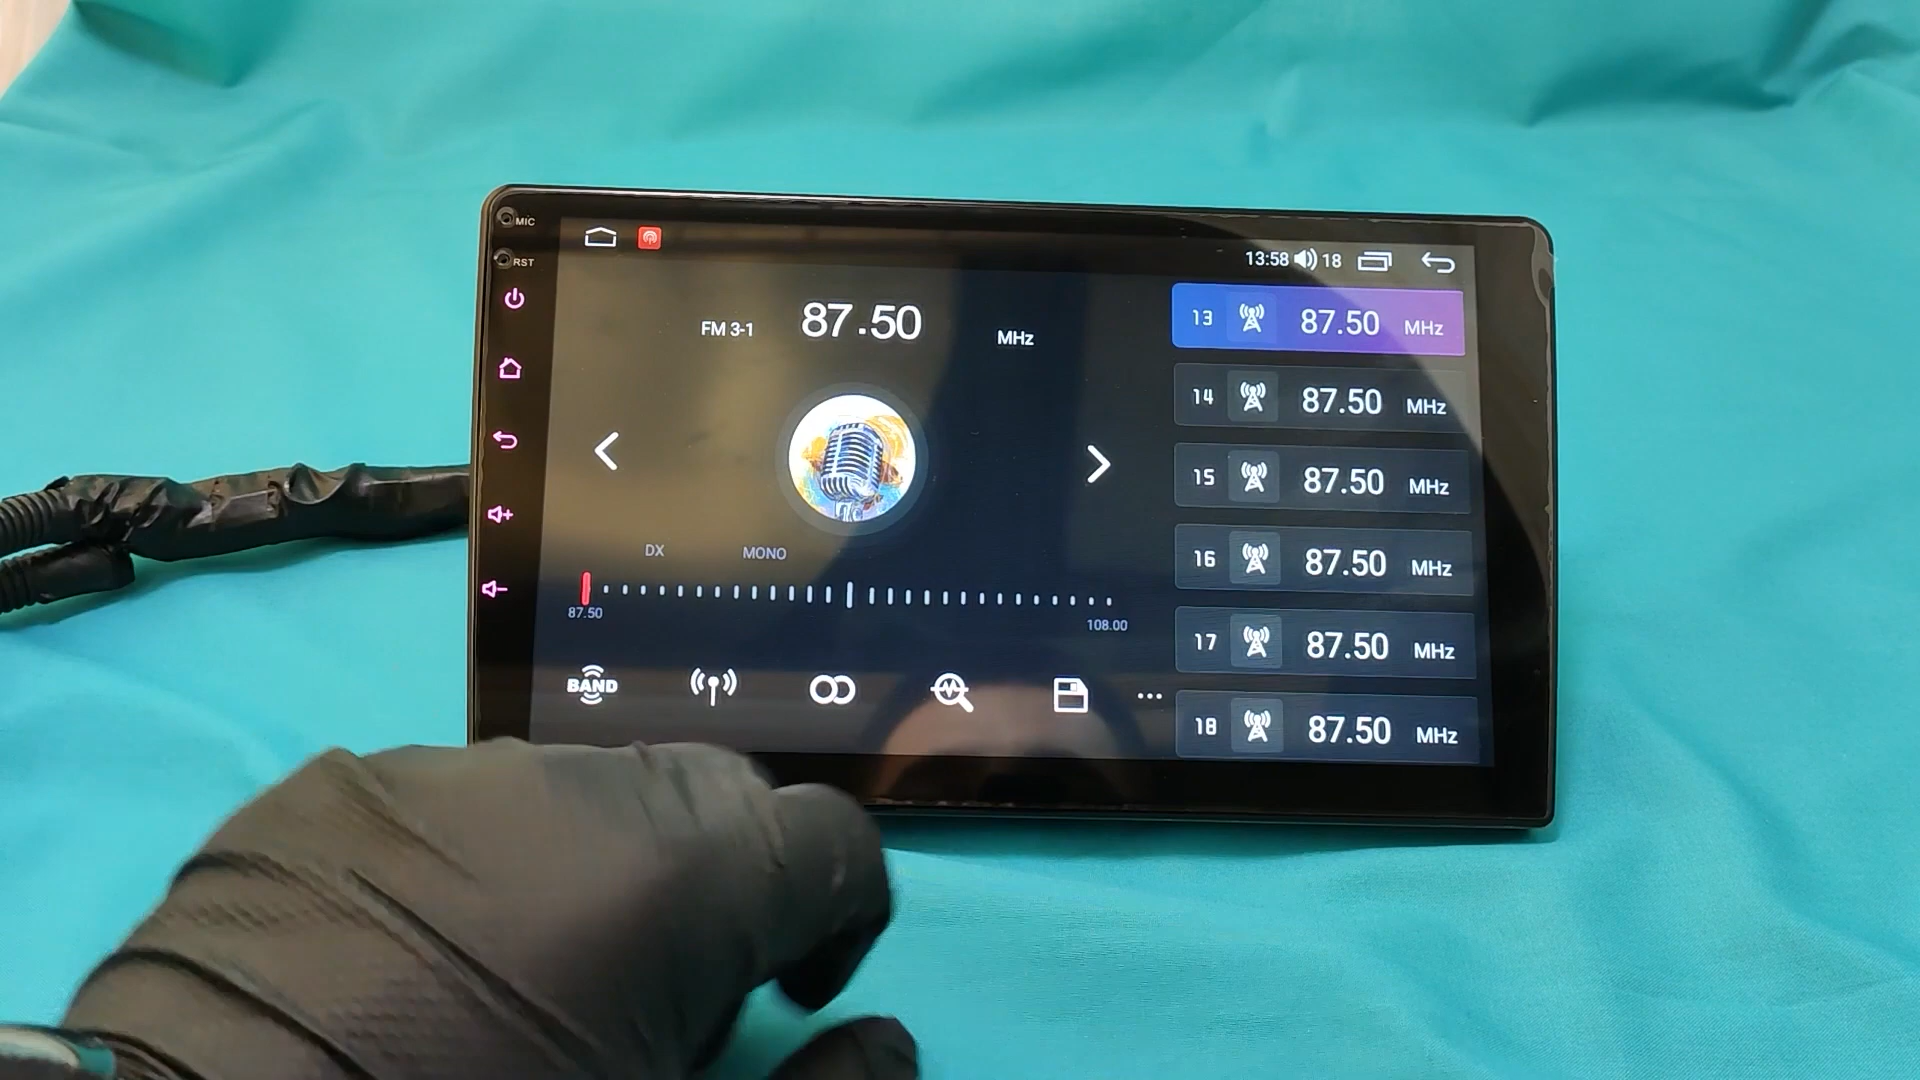 MIC
RST
13:58 18
FM 3-1 87.50 MHz
DX MONO
87.50 108.00
BAND
13 87.50 MHz
14 87.50 MHz
15 87.50 MHz
16 87.50 MHz
17 87.50 MHz
18 87.50 MHz